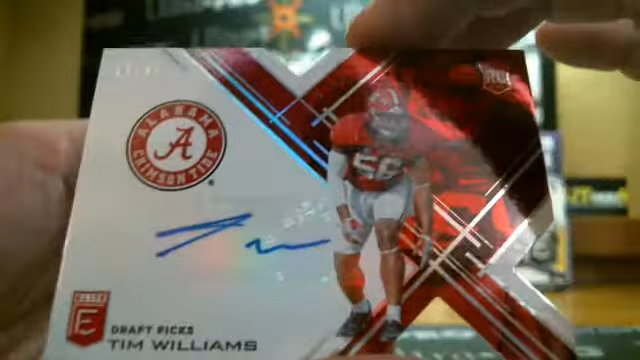 ALABAMA
A
CRIMSON TIDE
RC
56
E
DRAFT PICKS
TIM WILLIAMS